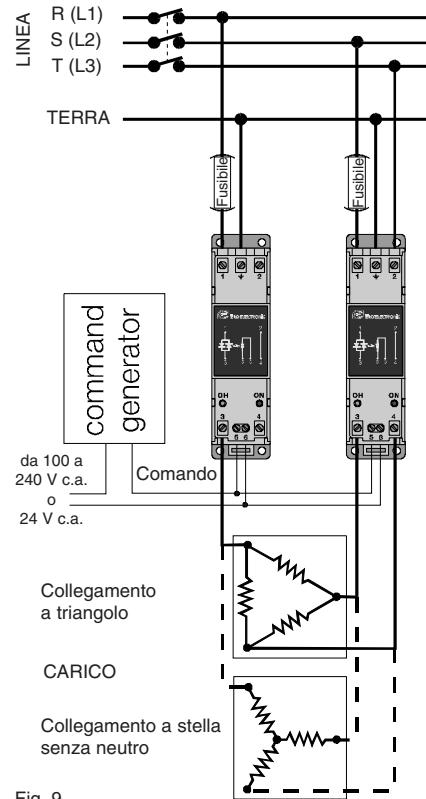 LINEA
R (L1)
S (L2)
T (L3)
TERRA
Fusibile
Fusibile
1 2
1 2
EUROELECTRONIC
EUROELECTRONIC
OH ON
OH ON
3 4
3 4
5 6
5 6
command
generator
da 100 a
240 V c.a.
o
24 V c.a.
Comando
Collegamento
a triangolo
CARICO
Collegamento a stella
senza neutro
Fig. 9